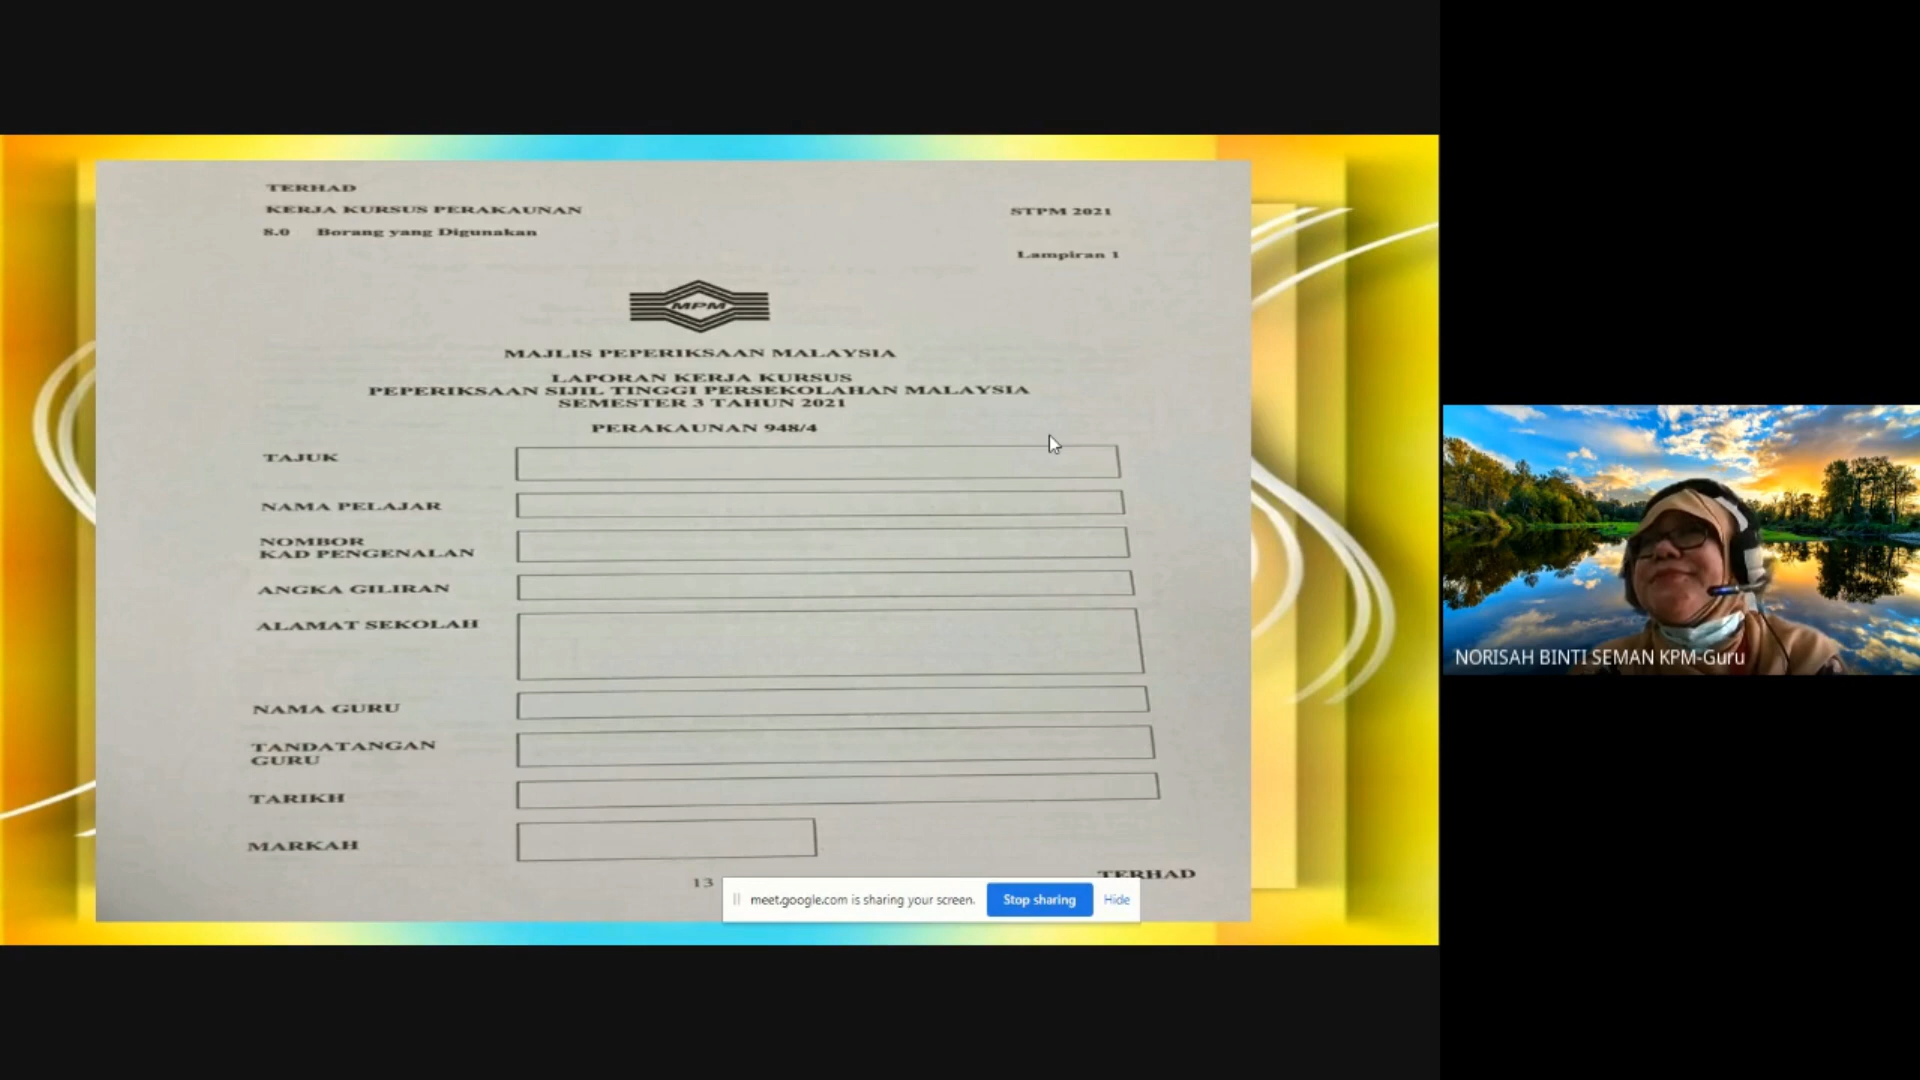 TERHAD
KERJA KURSUS PERAKAUNAN
STPM 2021
8.0 Borang yang Digunakan
Lampiran 1
MPM
MAJLIS PEPERIKSAAN MALAYSIA
LAPORAN KERJA KURSUS
PEPERIKSAAN SIJIL TINGGI PERSEKOLAHAN MALAYSIA
SEMESTER 3 TAHUN 2021
PERAKAUNAN 948/4
TAJUK
NAMA PELAJAR
NOMBOR
KAD PENGENALAN
ANGKA GILIRAN
ALAMAT SEKOLAH
NAMA GURU
TANDATANGAN
GURU
TARIKH
MARKAH
13
TERHAD
meet.google.com is sharing your screen.
Stop sharing
Hide
NORISAH BINTI SEMAN KPM-Guru